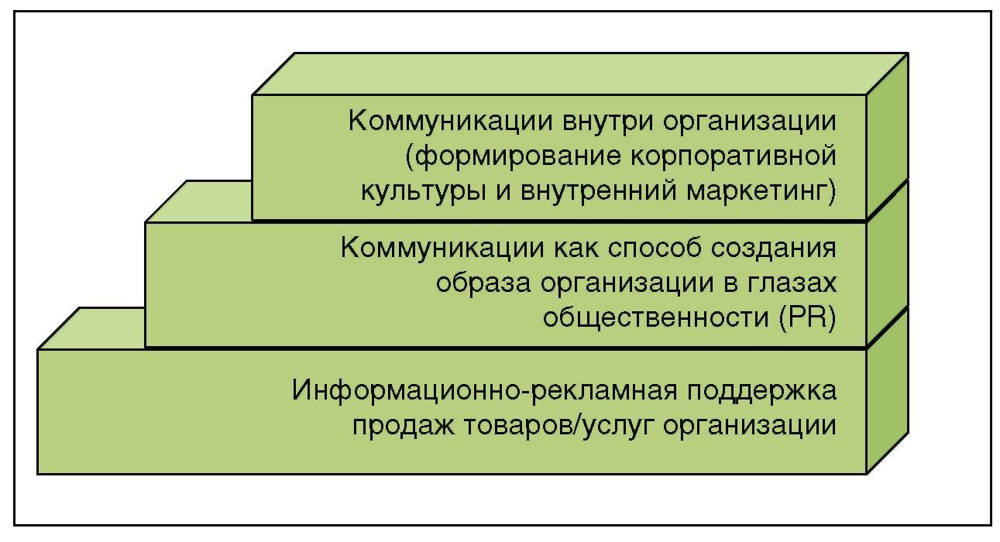 Коммуникации внутри организации
(формирование корпоративной
культуры и внутренний маркетинг)
Коммуникации как способ создания
образа организации в глазах
общественности (PR)
Информационно-рекламная поддержка
продаж товаров/услуг организации